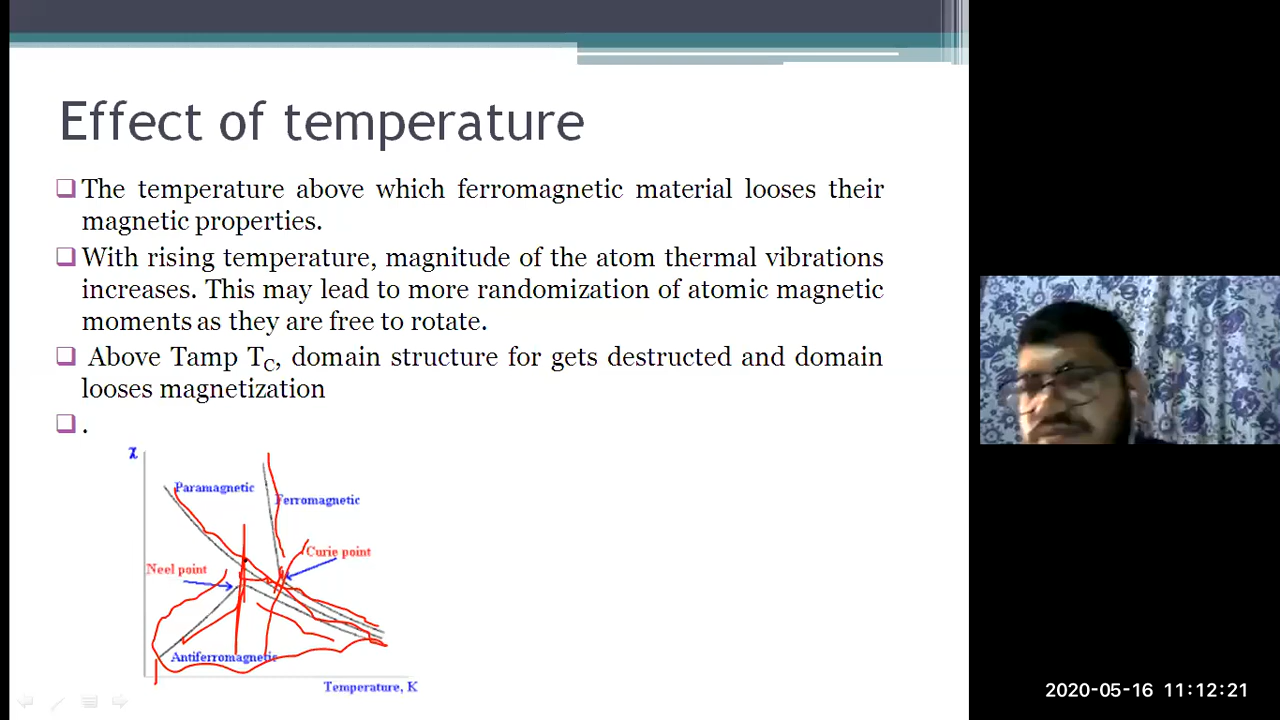 Effect of temperature
The temperature above which ferromagnetic material looses their
magnetic properties.
With rising temperature, magnitude of the atom thermal vibrations
increases. This may lead to more randomization of atomic magnetic
moments as they are free to rotate.
Above Tamp TC, domain structure for gets destructed and domain
looses magnetization
.
χ
Paramagnetic
Ferromagnetic
Curie point
Neel point
Antiferromagnetic
Temperature, K
2020-05-16 11:12:21